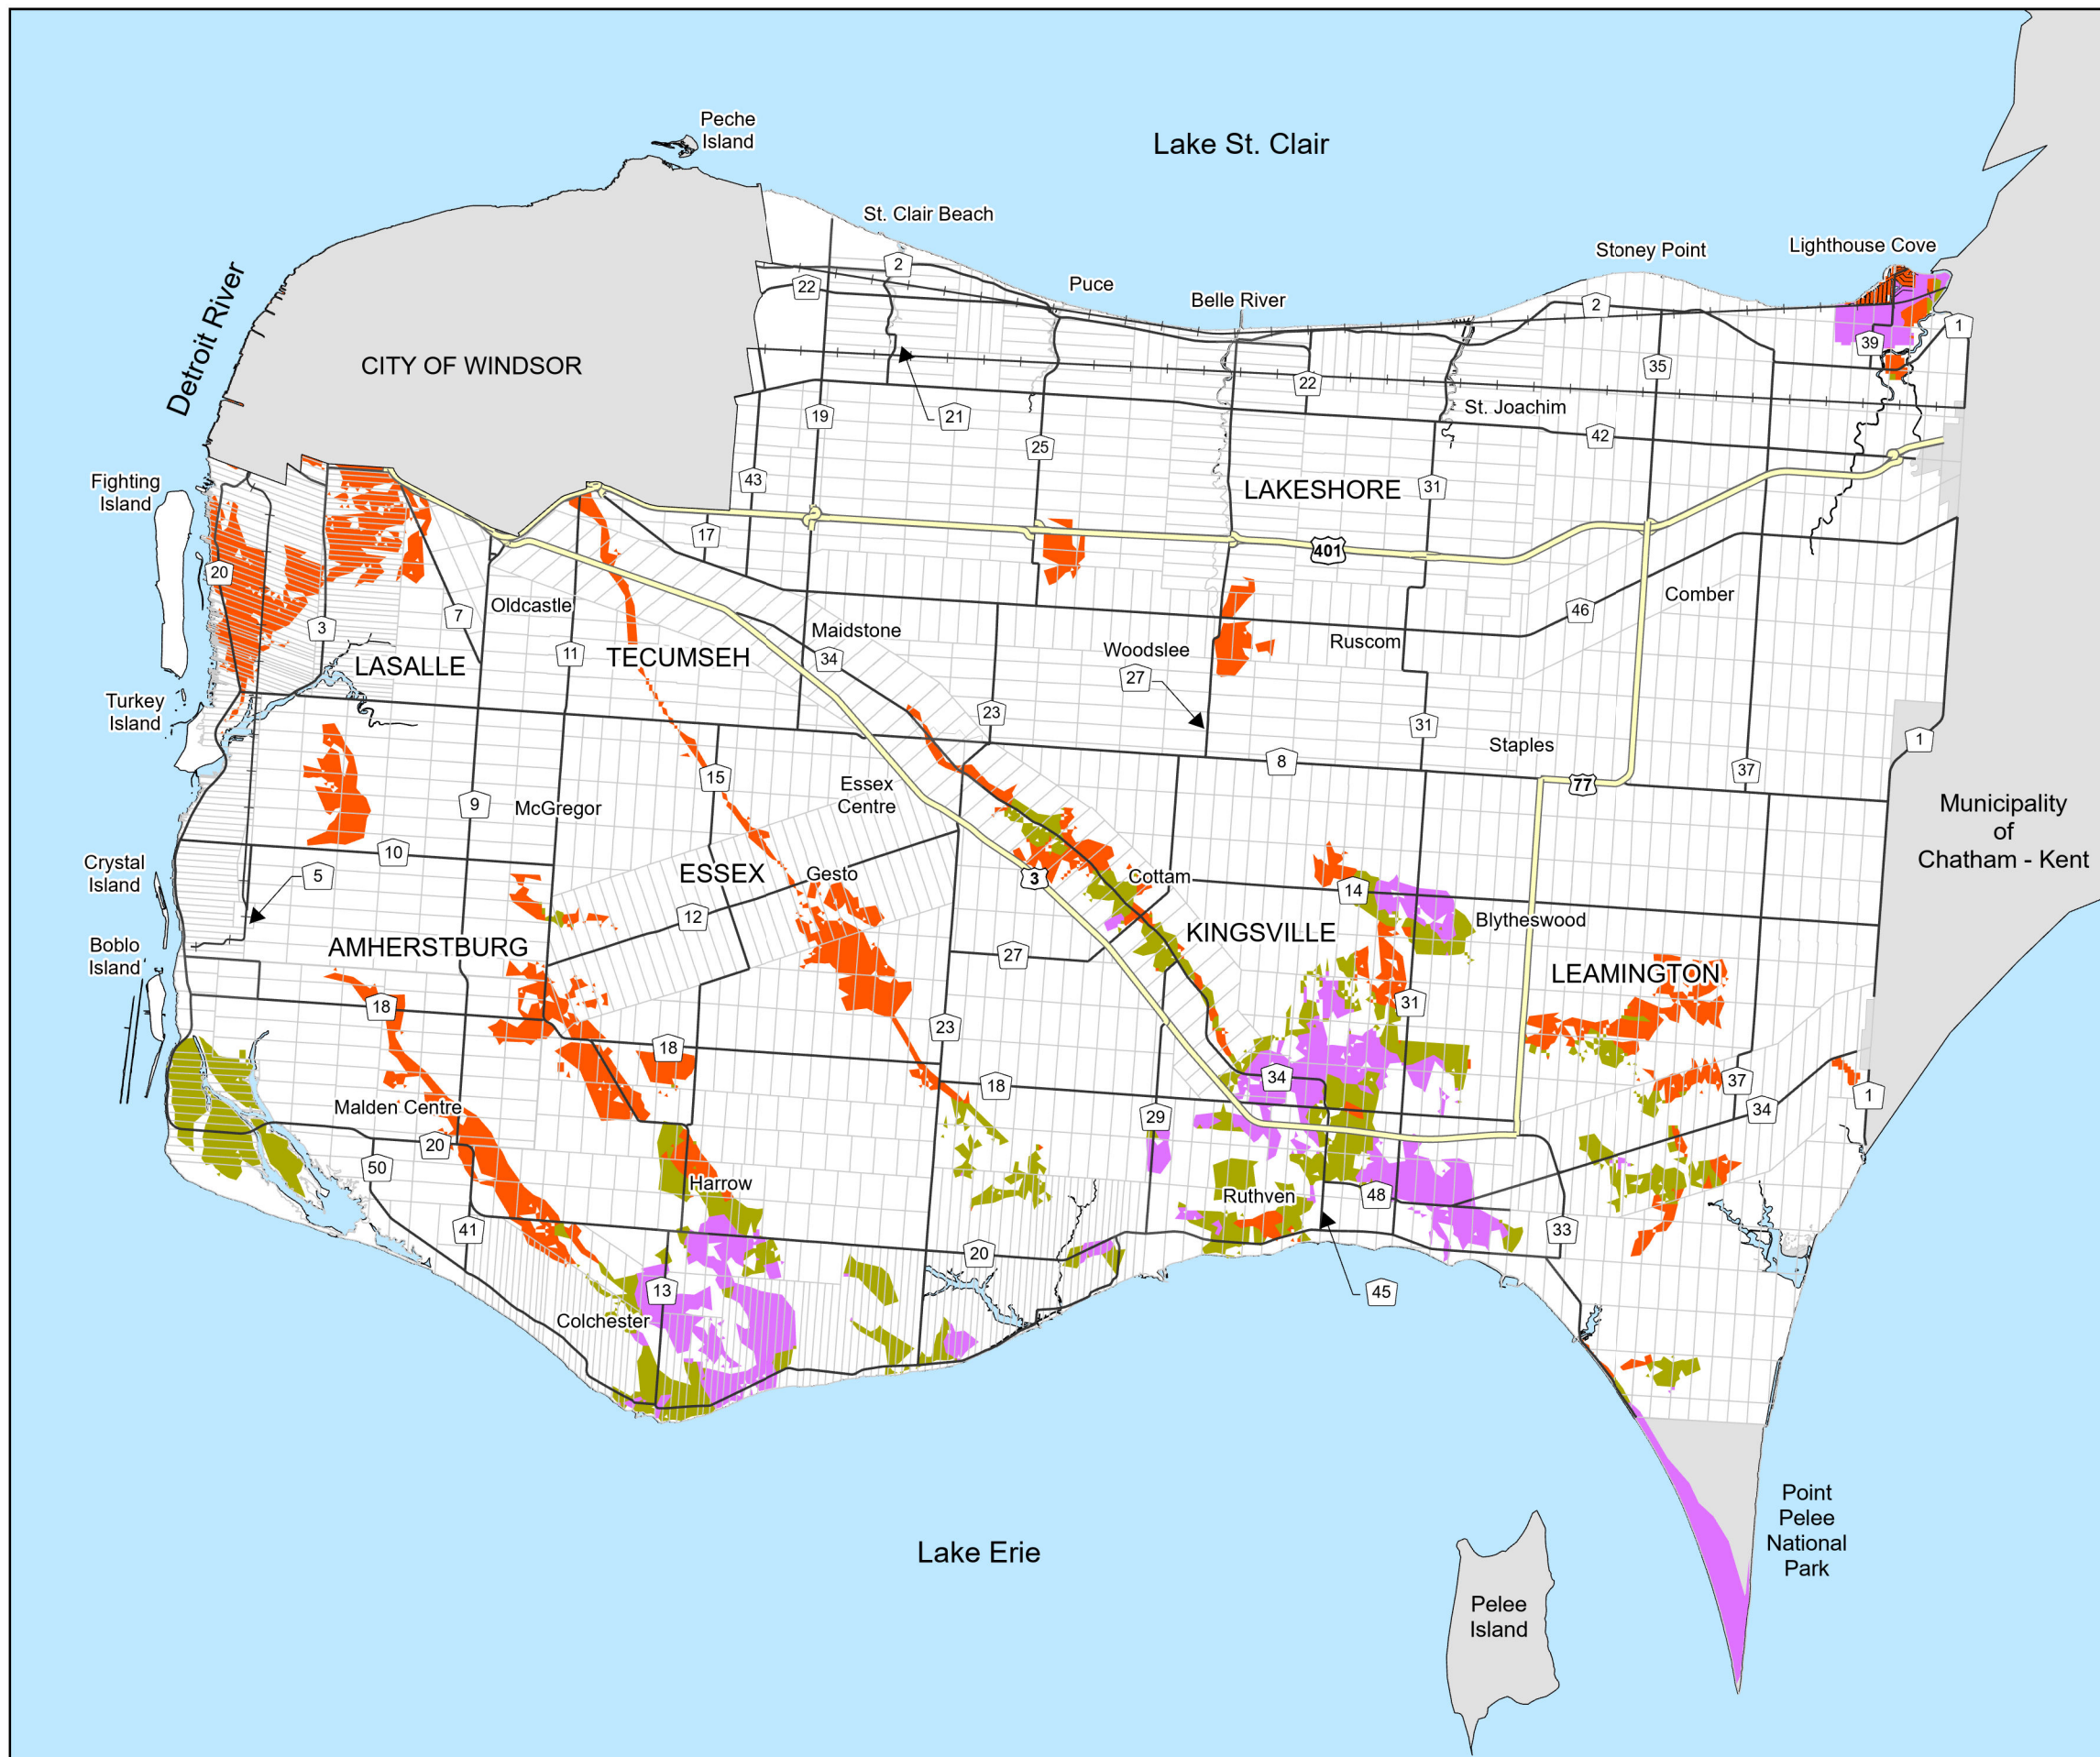 Peche
Island
Lake St. Clair
St. Clair Beach
Lighthouse Cove
Stoney Point
2
22
Puce
Belle River
2
1
39
Detroit River
CITY OF WINDSOR
35
22
21
19
St. Joachim
42
25
43
LAKESHORE
31
Fighting
Island
17
401
20
Comber
Oldcastle
46
7
3
Maidstone
Ruscom
Woodslee
11
TECUMSEH
34
LASALLE
27
Turkey
Island
23
31
1
Staples
8
15
37
77
Essex
Centre
9
McGregor
Municipality
of
Chatham - Kent
10
Crystal
Island
5
ESSEX
Gesto
3
Cottam
14
12
Blytheswood
KINGSVILLE
AMHERSTBURG
Boblo
Island
27
LEAMINGTON
18
31
23
18
34
18
37
1
Malden Centre
34
29
20
50
Harrow
Ruthven
48
41
33
20
13
45
Colchester
Point
Pelee
National
Park
Lake Erie
Pelee
Island